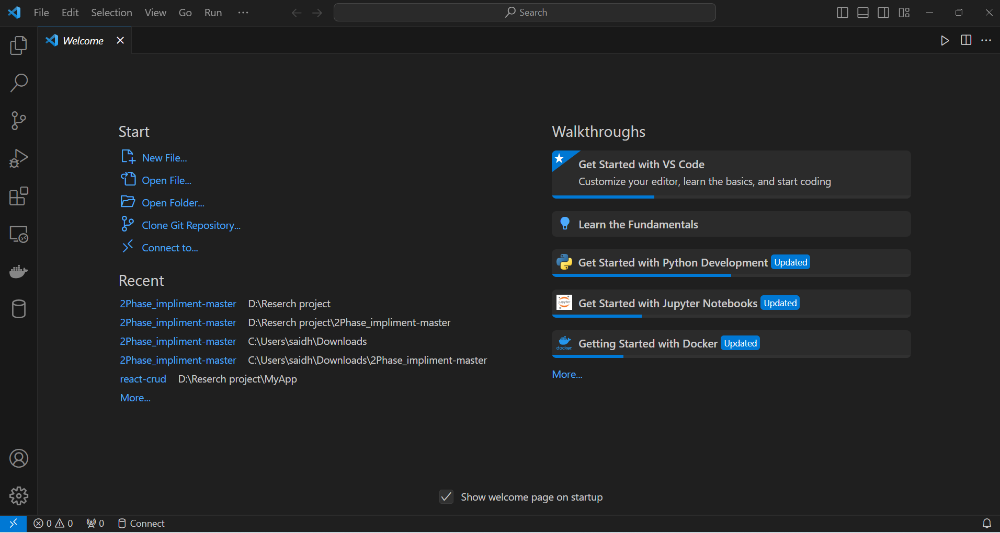 File Edit Selection View Go Run ···
Search
Welcome
Start
New File...
Open File...
Open Folder...
Clone Git Repository...
Connect to...
Recent
2Phase_impliment-master D:\Reserch project
2Phase_impliment-master D:\Reserch project\2Phase_impliment-master
2Phase_impliment-master C:\Users\saidh\Downloads
2Phase_impliment-master C:\Users\saidh\Downloads\2Phase_impliment-master
react-crud D:\Reserch project\MyApp
More...
Walkthroughs
Get Started with VS Code
Customize your editor, learn the basics, and start coding
Learn the Fundamentals
Get Started with Python Development Updated
jupyter Get Started with Jupyter Notebooks Updated
docker Getting Started with Docker Updated
More...
Show welcome page on startup
0 0 0 Connect